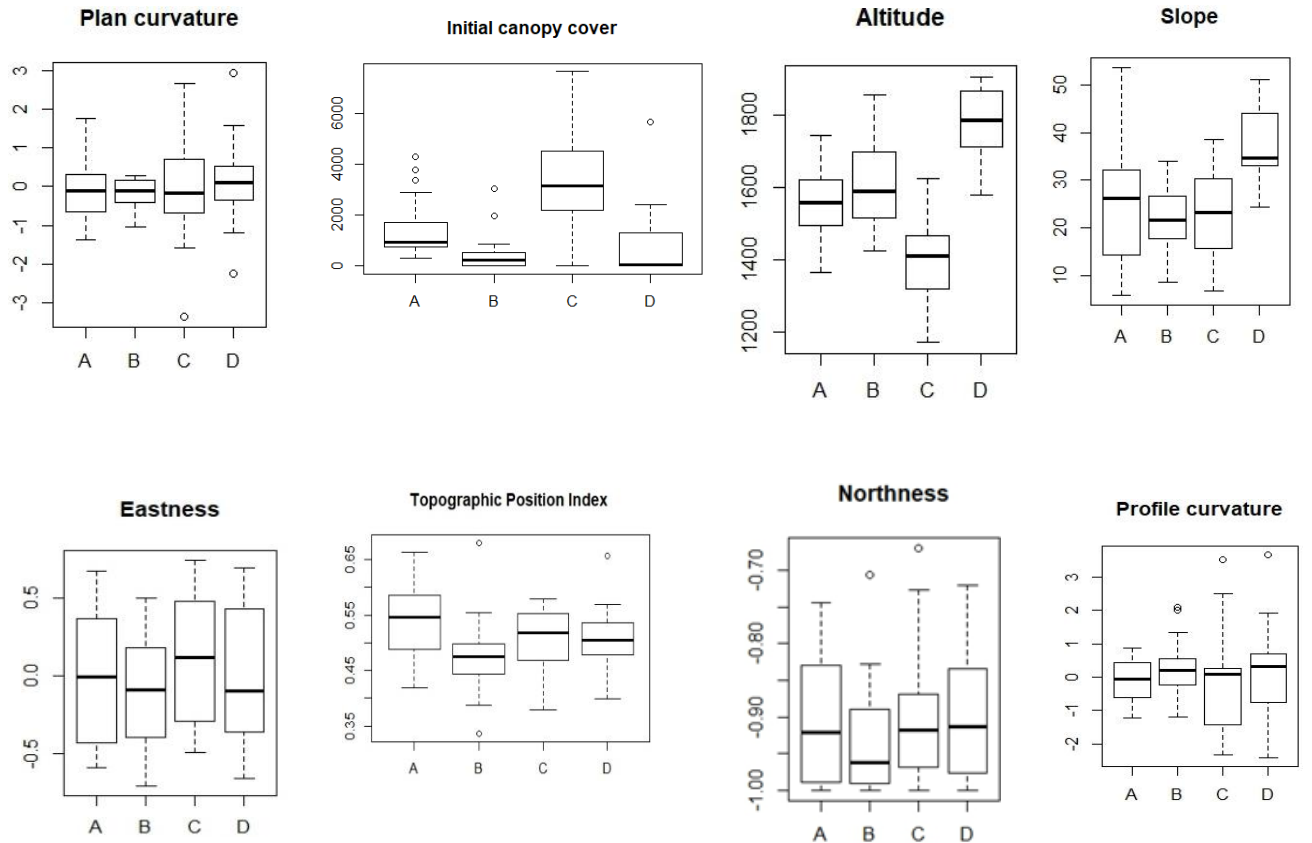 Plan curvature
3
2
1
0
-1
-2
-3
A B C D
Initial canopy cover
6000
4000
2000
0
A B C D
Altitude
1800
1600
1400
1200
A B C D
Slope
50
40
30
20
10
A B C D
Eastness
0.5
0.0
-0.5
A B C D
Topographic Position Index
0.65
0.55
0.45
0.35
A B C D
Northness
-0.70
-0.80
-0.90
-1.00
A B C D
Profile curvature
3
2
1
0
-1
-2
A B C D